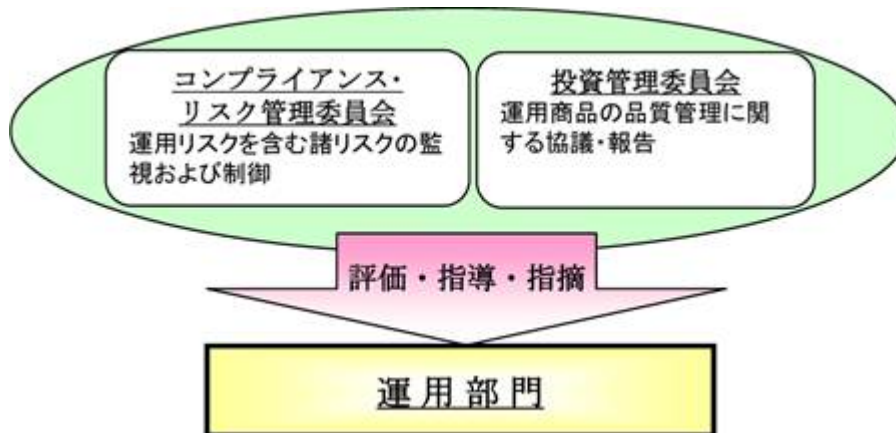 コンプライアンス・
リスク管理委員会
運用リスクを含む諸リスクの監
視および制御
投資管理委員会
運用商品の品質管理に関
する協議・報告
評価・指導・指摘
運用部門